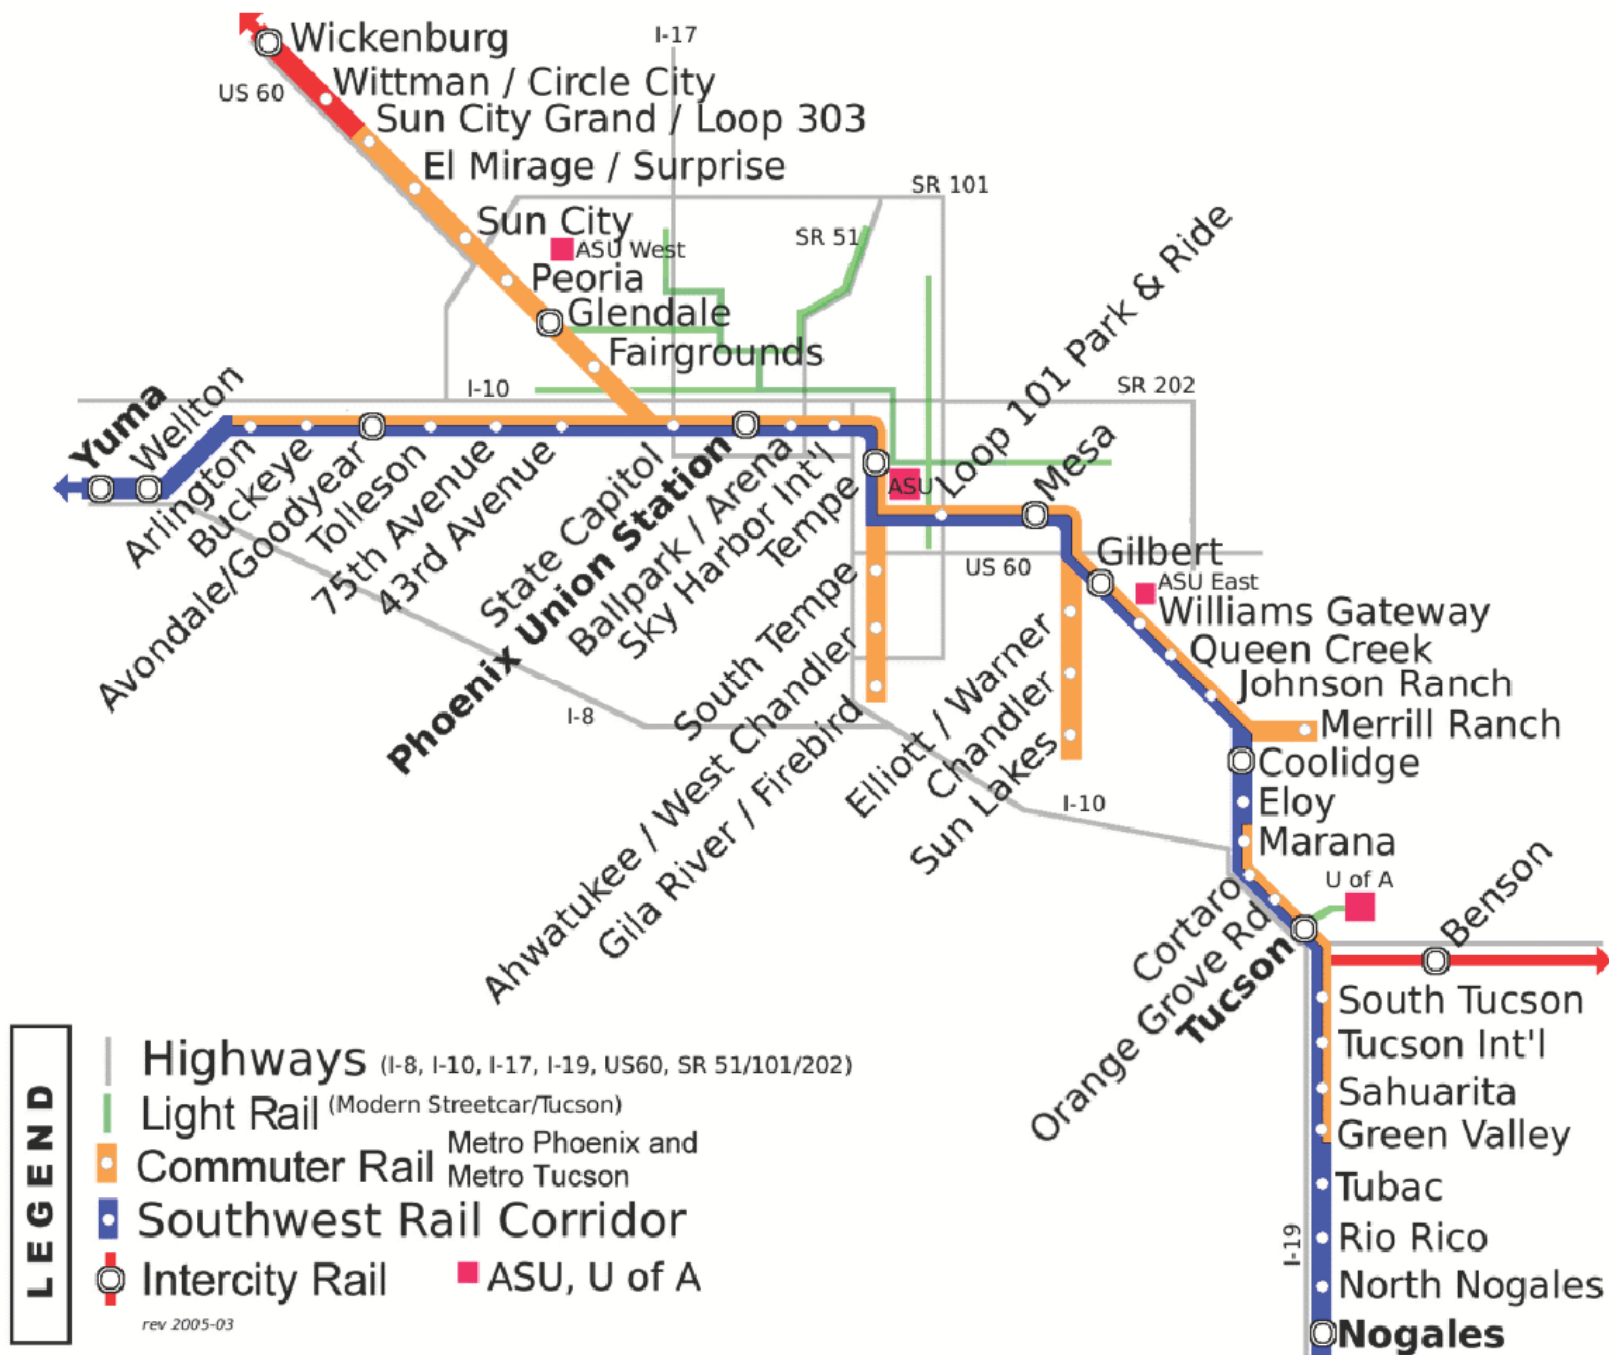 Wickenburg
I-17
US 60
Wittman / Circle City
Sun City Grand / Loop 303
El Mirage / Surprise
SR 101
Sun City
SR 51
ASU West
Peoria
Glendale
Fairgrounds
Loop 101 Park & Ride
I-10
SR 202
Yuma
Wellton
Arlington
Buckeye
Avondale/Goodyear
Tolleson
75th Avenue
43rd Avenue
State Capitol
Phoenix Union Station
Ballpark / Arena
Sky Harbor Int'l
Tempe
ASU
Mesa
US 60
Gilbert
ASU East
Williams Gateway
Queen Creek
Johnson Ranch
Merrill Ranch
South Tempe
Ahwatukee / West Chandler
Gila River / Firebird
Elliott / Warner
Chandler
Sun Lakes
I-8
I-10
Coolidge
Eloy
Marana
U of A
Benson
Cortaro
Orange Grove Rd
Tucson
South Tucson
Tucson Int'l
Sahuarita
Green Valley
Tubac
I-19
Rio Rico
North Nogales
Nogales
LEGEND
Highways (I-8, I-10, I-17, I-19, US60, SR 51/101/202)
Light Rail (Modern Streetcar/Tucson)
Commuter Rail Metro Phoenix and
Metro Tucson
Southwest Rail Corridor
Intercity Rail
ASU, U of A
rev 2005-03